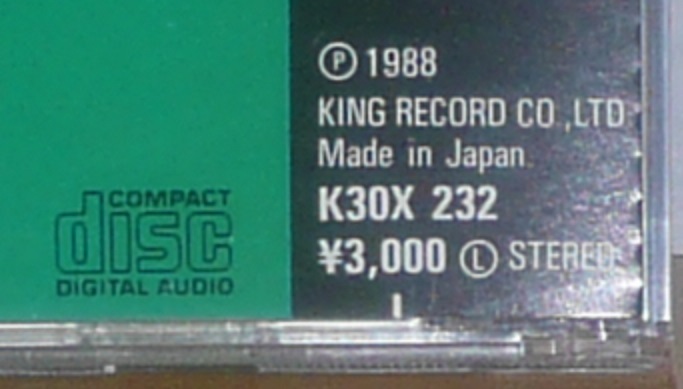 Ⓟ 1988
KING RECORD CO.,LTD
Made in Japan.
K30X 232
¥3,000 Ⓛ STEREO
COMPACT
disc
DIGITAL AUDIO